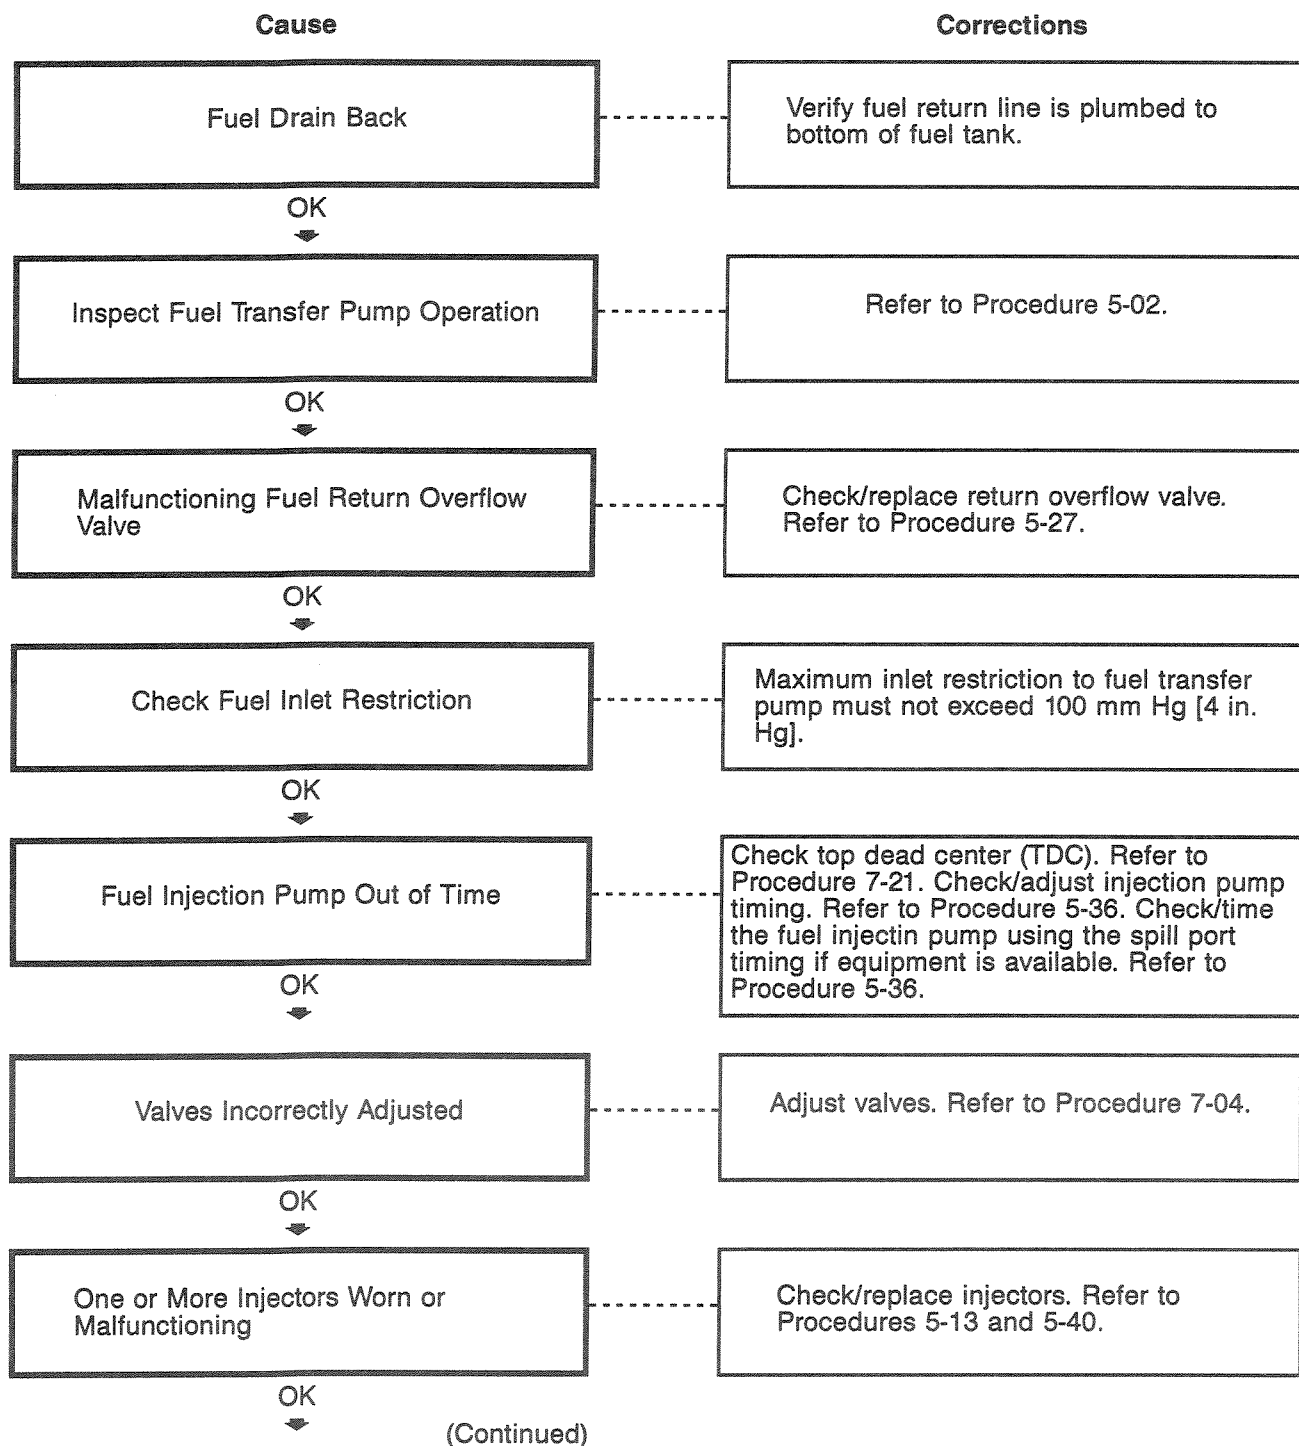 Cause
Corrections
Fuel Drain Back
Verify fuel return line is plumbed to
bottom of fuel tank.
OK
Inspect Fuel Transfer Pump Operation
Refer to Procedure 5-02.
OK
Malfunctioning Fuel Return Overflow
Valve
Check/replace return overflow valve.
Refer to Procedure 5-27.
OK
Check Fuel Inlet Restriction
Maximum inlet restriction to fuel transfer
pump must not exceed 100 mm Hg [4 in.
Hg].
OK
Fuel Injection Pump Out of Time
Check top dead center (TDC). Refer to
Procedure 7-21. Check/adjust injection pump
timing. Refer to Procedure 5-36. Check/time
the fuel injectin pump using the spill port
timing if equipment is available. Refer to
Procedure 5-36.
OK
Valves Incorrectly Adjusted
Adjust valves. Refer to Procedure 7-04.
OK
One or More Injectors Worn or
Malfunctioning
Check/replace injectors. Refer to
Procedures 5-13 and 5-40.
OK
(Continued)